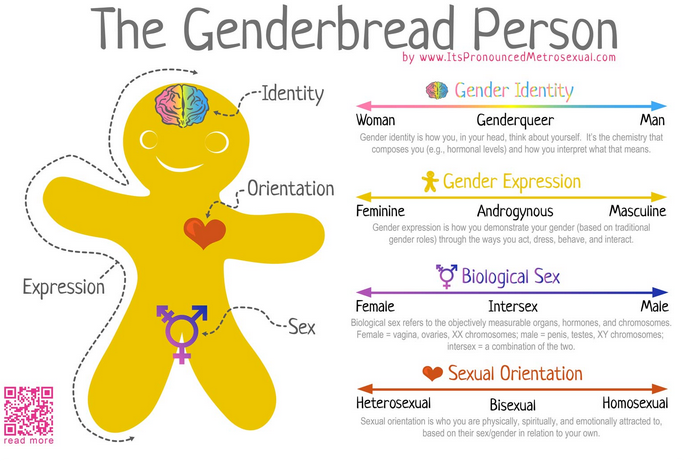 The Genderbread Person
by www.ItsPronouncedMetrosexual.com
Identity
Orientation
Expression
Sex
read more
Gender Identity
Woman Genderqueer Man
Gender identity is how you, in your head, think about yourself. It's the chemistry that
composes you (e.g., hormonal levels) and how you interpret what that means.
Gender Expression
Feminine Androgynous Masculine
Gender expression is how you demonstrate your gender (based on traditional
gender roles) through the ways you act, dress, behave, and interact.
Biological Sex
Female Intersex Male
Biological sex refers to the objectively measurable organs, hormones, and chromosomes.
Female = vagina, ovaries, XX chromosomes; male = penis, testes, XY chromosomes;
intersex = a combination of the two.
Sexual Orientation
Heterosexual Bisexual Homosexual
Sexual orientation is who you are physically, spiritually, and emotionally attracted to,
based on their sex/gender in relation to your own.